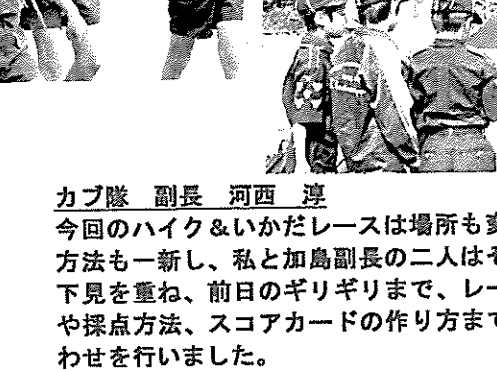 カブ隊　副長　河西　淳
今回のハイク&いかだレースは場所も変
方法も一新し、私と加島副長の二人はそ
下見を重ね、前日のギリギリまで、レー
や採点方法、スコアカードの作り方まで
わせを行いました。